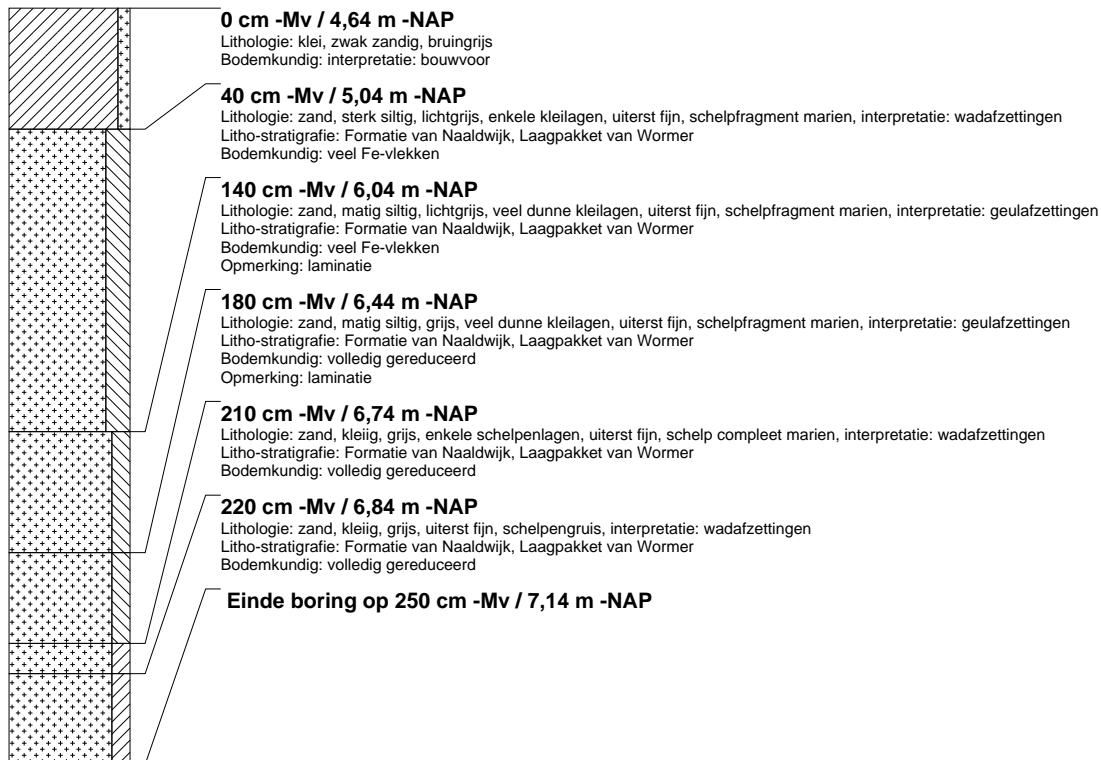 0 cm -Mv / 4,64 m -NAP
Lithologie: klei, zwak zandig, bruingrijs
Bodemkundig: interpretatie: bouwvoor
40 cm -Mv / 5,04 m -NAP
Lithologie: zand, sterk siltig, lichtgrijs, enkele kleilagen, uiterst fijn, schelpfragment marien, interpretatie: wadafzettingen
Litho-stratigrafie: Formatie van Naaldwijk, Laagpakket van Wormer
Bodemkundig: veel Fe-vlekken
140 cm -Mv / 6,04 m -NAP
Lithologie: zand, matig siltig, lichtgrijs, veel dunne kleilagen, uiterst fijn, schelpfragment marien, interpretatie: geulafzettingen
Litho-stratigrafie: Formatie van Naaldwijk, Laagpakket van Wormer
Bodemkundig: veel Fe-vlekken
Opmerking: laminatie
180 cm -Mv / 6,44 m -NAP
Lithologie: zand, matig siltig, grijs, veel dunne kleilagen, uiterst fijn, schelpfragment marien, interpretatie: geulafzettingen
Litho-stratigrafie: Formatie van Naaldwijk, Laagpakket van Wormer
Bodemkundig: volledig gereduceerd
Opmerking: laminatie
210 cm -Mv / 6,74 m -NAP
Lithologie: zand, kleiig, grijs, enkele schelpenlagen, uiterst fijn, schelp compleet marien, interpretatie: wadafzettingen
Litho-stratigrafie: Formatie van Naaldwijk, Laagpakket van Wormer
Bodemkundig: volledig gereduceerd
220 cm -Mv / 6,84 m -NAP
Lithologie: zand, kleiig, grijs, uiterst fijn, schelpengruis, interpretatie: wadafzettingen
Litho-stratigrafie: Formatie van Naaldwijk, Laagpakket van Wormer
Bodemkundig: volledig gereduceerd
Einde boring op 250 cm -Mv / 7,14 m -NAP